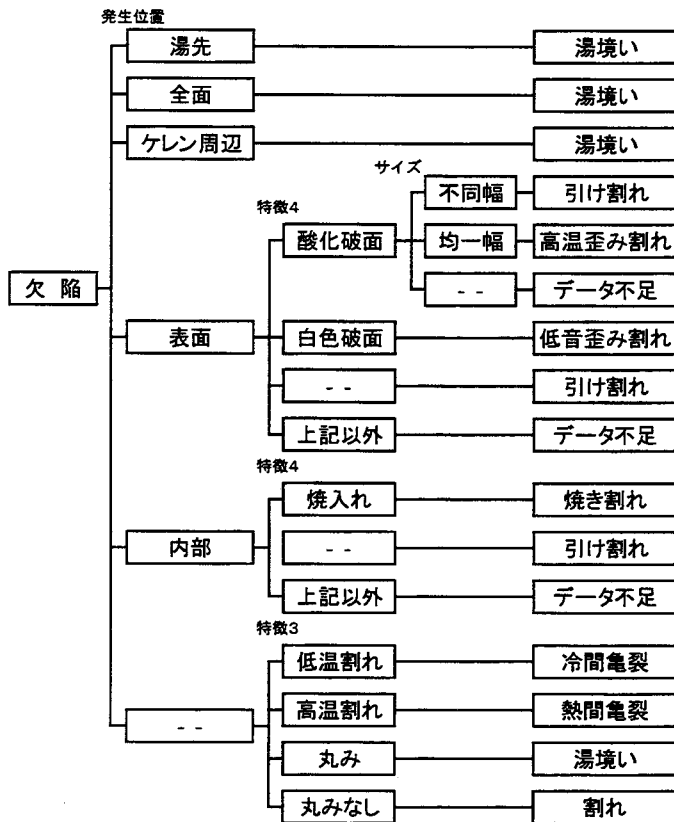 発生位置
湯先
湯境い
全面
湯境い
ケレン周辺
湯境い
サイズ
不同幅
引け割れ
特徴4
酸化破面
均一幅
高温歪み割れ
欠陥
- -
データ不足
表面
白色破面
低音歪み割れ
- -
引け割れ
上記以外
データ不足
特徴4
焼入れ
焼き割れ
内部
- -
引け割れ
上記以外
データ不足
特徴3
低温割れ
冷間亀裂
- -
高温割れ
熱間亀裂
丸み
湯境い
丸みなし
割れ